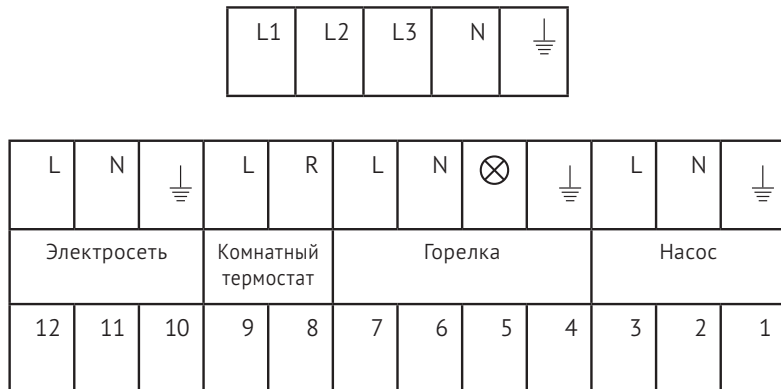 L1 L2 L3 N
L N L R L N L N
Электросеть Комнатный термостат Горелка Насос
12 11 10 9 8 7 6 5 4 3 2 1